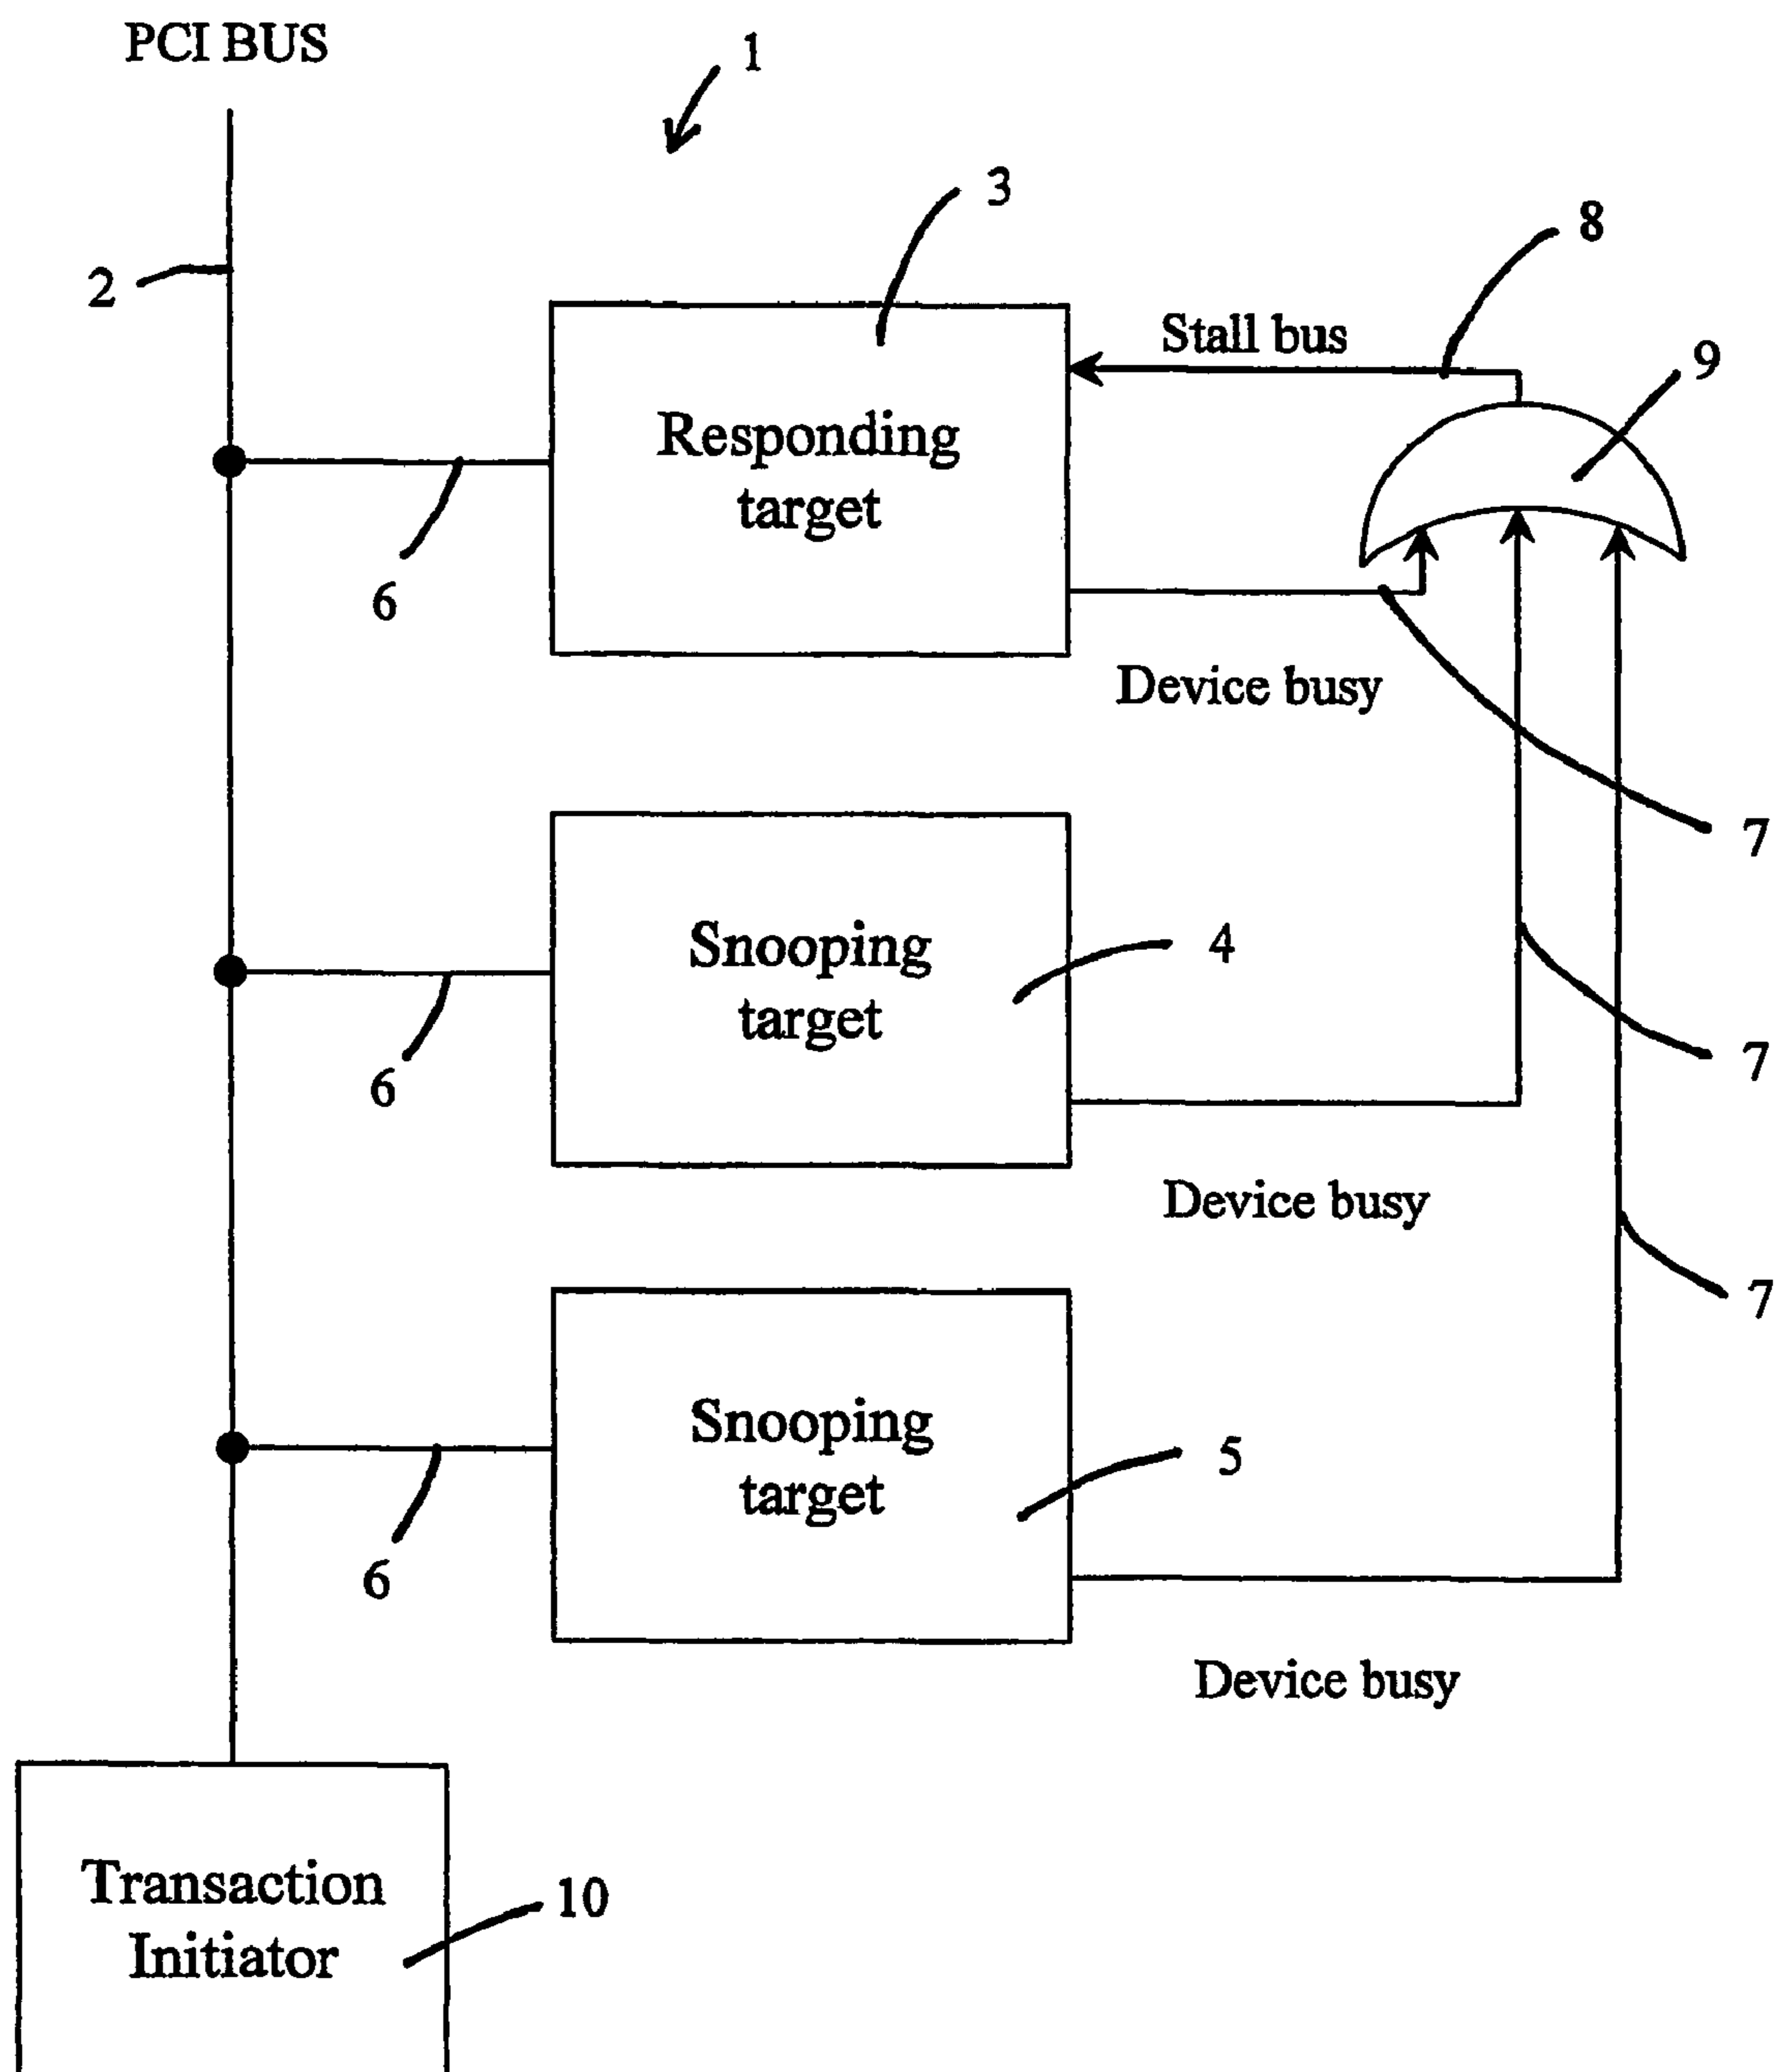 PCI BUS
1
3
8
2
Stall bus
9
Responding
target
6
Device busy
7
Snooping
target
4
7
6
Device busy
7
Snooping
target
5
6
Device busy
Transaction
Initiator
10